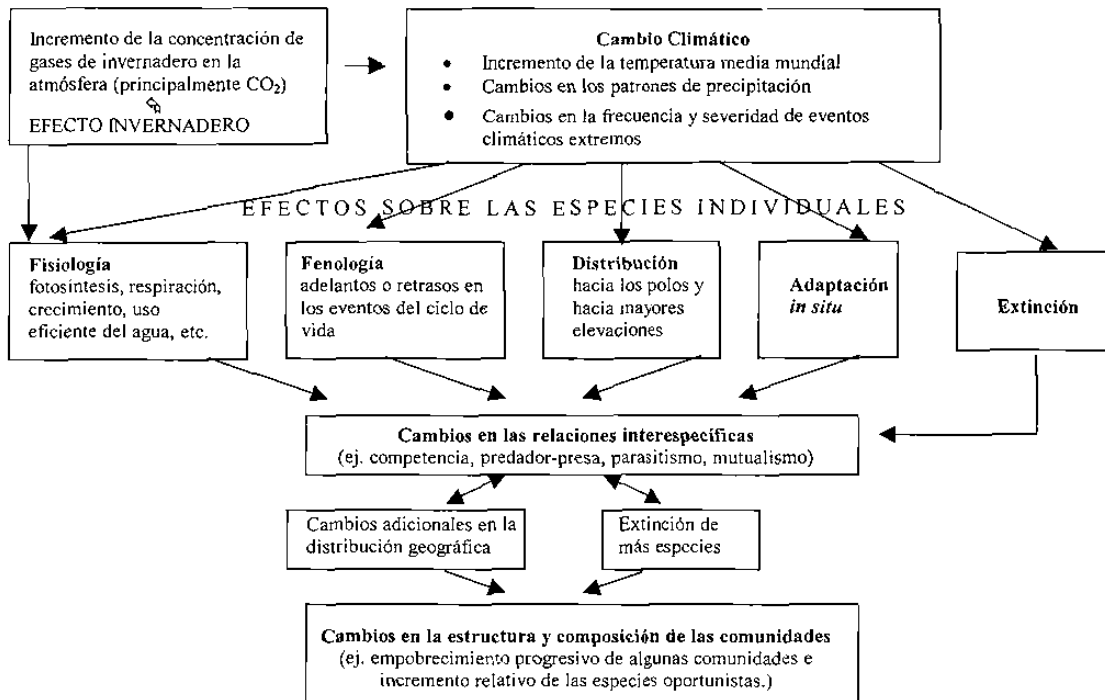 Incremento de la concentración de
gases de invernadero en la
atmósfera (principalmente CO₂)
EFECTO INVERNADERO
Cambio Climático
• Incremento de la temperatura media mundial
• Cambios en los patrones de precipitación
• Cambios en la frecuencia y severidad de eventos
climáticos extremos
EFECTOS SOBRE LAS ESPECIES INDIVIDUALES
Fisiología
fotosíntesis, respiración,
crecimiento, uso
eficiente del agua, etc.
Fenología
adelantos o retrasos en
los eventos del ciclo de
vida
Distribución
hacia los polos y
hacia mayores
elevaciones
Adaptación
in situ
Extinción
Cambios en las relaciones interespecíficas
(ej. competencia, predador-presa, parasitismo, mutualismo)
Cambios adicionales en la
distribución geográfica
Extinción de
más especies
Cambios en la estructura y composición de las comunidades
(ej. empobrecimiento progresivo de algunas comunidades e
incremento relativo de las especies oportunistas.)